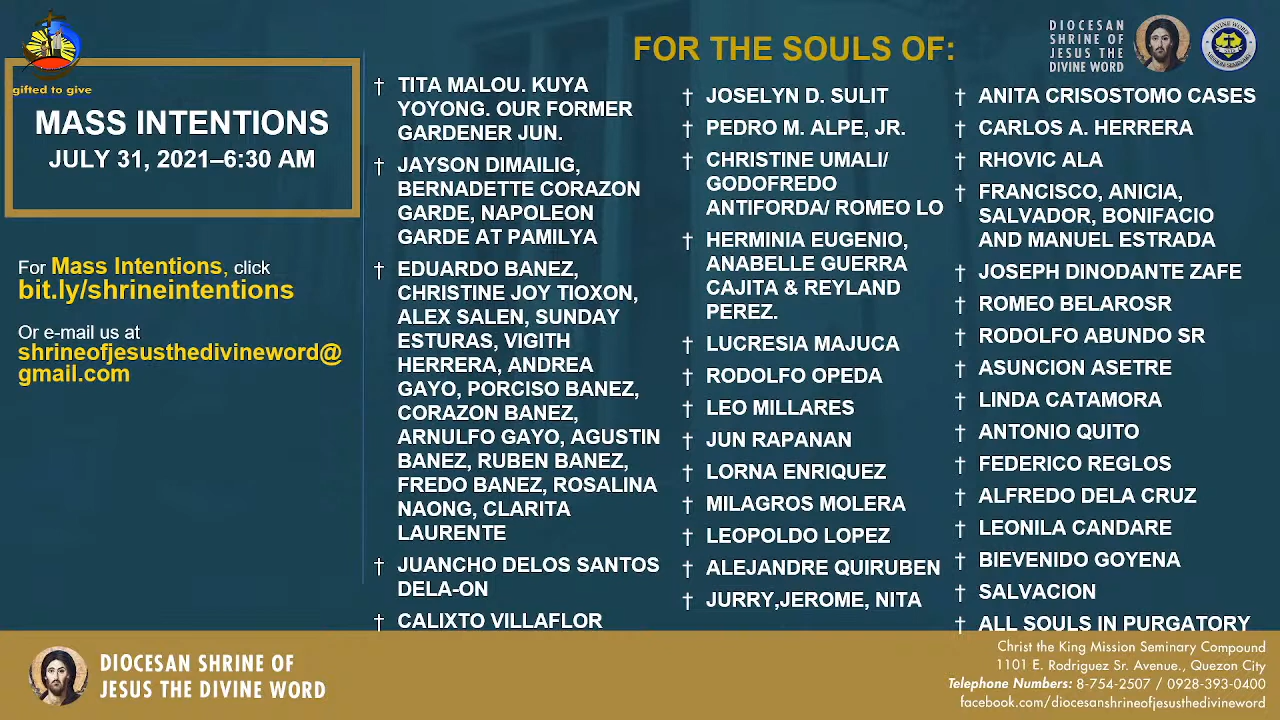 gifted to give
MASS INTENTIONS
JULY 31, 2021–6:30 AM
For Mass Intentions, click
bit.ly/shrineintentions
Or e-mail us at
shrineofjesusthedivineword@
gmail.com
FOR THE SOULS OF:
† TITA MALOU. KUYA
YOYONG. OUR FORMER
GARDENER JUN.
† JAYSON DIMAILIG,
BERNADETTE CORAZON
GARDE, NAPOLEON
GARDE AT PAMILYA
† EDUARDO BANEZ,
CHRISTINE JOY TIOXON,
ALEX SALEN, SUNDAY
ESTURAS, VIGITH
HERRERA, ANDREA
GAYO, PORCISO BANEZ,
CORAZON BANEZ,
ARNULFO GAYO, AGUSTIN
BANEZ, RUBEN BANEZ,
FREDO BANEZ, ROSALINA
NAONG, CLARITA
LAURENTE
† JUANCHO DELOS SANTOS
DELA-ON
† CALIXTO VILLAFLOR
† JOSELYN D. SULIT
† PEDRO M. ALPE, JR.
† CHRISTINE UMALI/
GODOFREDO
ANTIFORDA/ ROMEO LO
† HERMINIA EUGENIO,
ANABELLE GUERRA
CAJITA & REYLAND
PEREZ.
† LUCRESIA MAJUCA
† RODOLFO OPEDA
† LEO MILLARES
† JUN RAPANAN
† LORNA ENRIQUEZ
† MILAGROS MOLERA
† LEOPOLDO LOPEZ
† ALEJANDRE QUIRUBEN
† JURRY,JEROME, NITA
DIOCESAN
SHRINE OF
JESUS THE
DIVINE WORD
† ANITA CRISOSTOMO CASES
† CARLOS A. HERRERA
† RHOVIC ALA
† FRANCISCO, ANICIA,
SALVADOR, BONIFACIO
AND MANUEL ESTRADA
† JOSEPH DINODANTE ZAFE
† ROMEO BELAROSR
† RODOLFO ABUNDO SR
† ASUNCION ASETRE
† LINDA CATAMORA
† ANTONIO QUITO
† FEDERICO REGLOS
† ALFREDO DELA CRUZ
† LEONILA CANDARE
† BIEVENIDO GOYENA
† SALVACION
† ALL SOULS IN PURGATORY
DIOCESAN SHRINE OF
JESUS THE DIVINE WORD
Christ the King Mission Seminary Compound
1101 E. Rodriguez Sr. Avenue., Quezon City
Telephone Numbers: 8-754-2507 / 0928-393-0400
facebook.com/diocesanshrineofjesusthedivineword